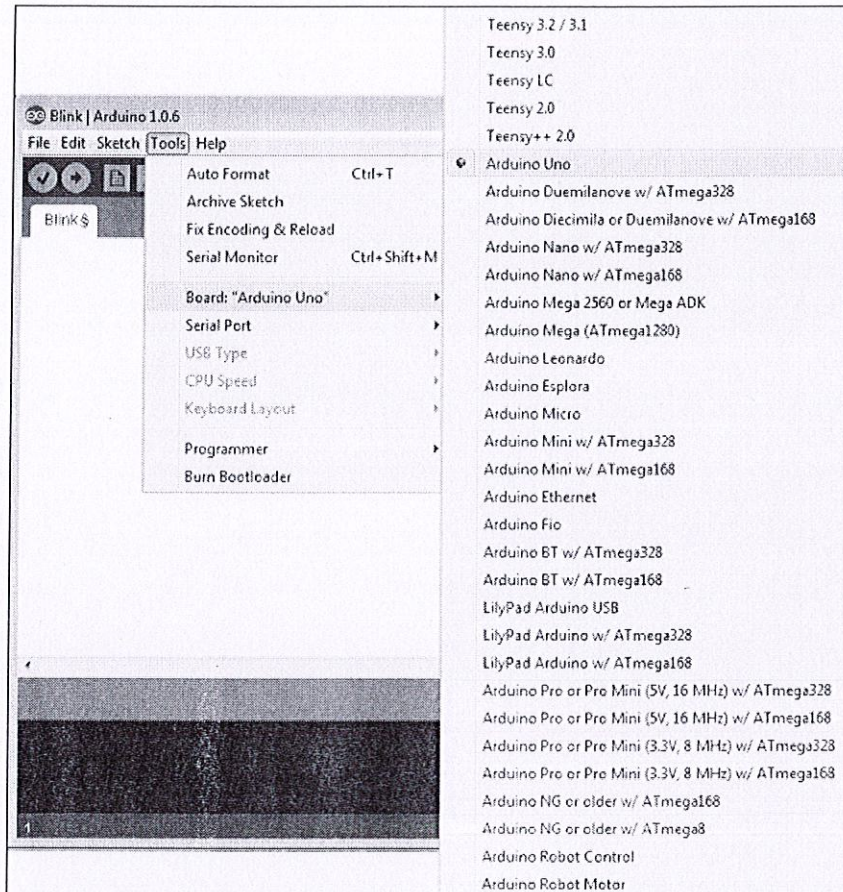 Blink | Arduino 1.0.6
File Edit Sketch Tools Help
Blink §
Auto Format Ctrl+T
Archive Sketch
Fix Encoding & Reload
Serial Monitor Ctrl+Shift+M
Board: "Arduino Uno"
Serial Port
USB Type
CPU Speed
Keyboard Layout
Programmer
Burn Bootloader
1
Teensy 3.2 / 3.1
Teensy 3.0
Teensy LC
Teensy 2.0
Teensy++ 2.0
Arduino Uno
Arduino Duemilanove w/ ATmega328
Arduino Diecimila or Duemilanove w/ ATmega168
Arduino Nano w/ ATmega328
Arduino Nano w/ ATmega168
Arduino Mega 2560 or Mega ADK
Arduino Mega (ATmega1280)
Arduino Leonardo
Arduino Esplora
Arduino Micro
Arduino Mini w/ ATmega328
Arduino Mini w/ ATmega168
Arduino Ethernet
Arduino Fio
Arduino BT w/ ATmega328
Arduino BT w/ ATmega168
LilyPad Arduino USB
LilyPad Arduino w/ ATmega328
LilyPad Arduino w/ ATmega168
Arduino Pro or Pro Mini (5V, 16 MHz) w/ ATmega328
Arduino Pro or Pro Mini (5V, 16 MHz) w/ ATmega168
Arduino Pro or Pro Mini (3.3V, 8 MHz) w/ ATmega328
Arduino Pro or Pro Mini (3.3V, 8 MHz) w/ ATmega168
Arduino NG or older w/ ATmega168
Arduino NG or older w/ ATmega8
Arduino Robot Control
Arduino Robot Motor